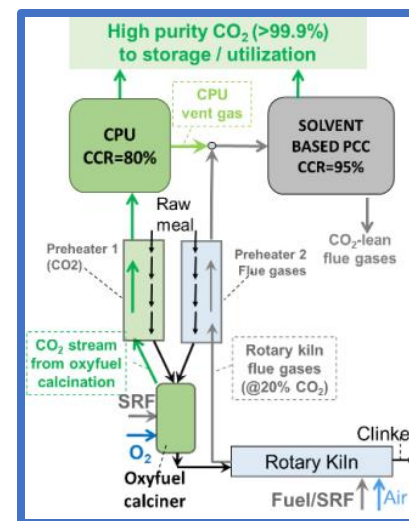 High purity CO₂ (>99.9%)
to storage / utilization
CPU
CCR=80%
CPU
vent gas
SOLVENT
BASED PCC
CCR=95%
Raw
meal
CO₂-lean
flue gases
Preheater 1
(CO2)
Preheater 2
Flue gases
CO₂ stream
from oxyfuel
calcination
Rotary kiln
flue gases
(@20% CO₂)
SRF
O₂
Oxyfuel
calciner
Clinke
Rotary Kiln
Fuel/SRF
Air